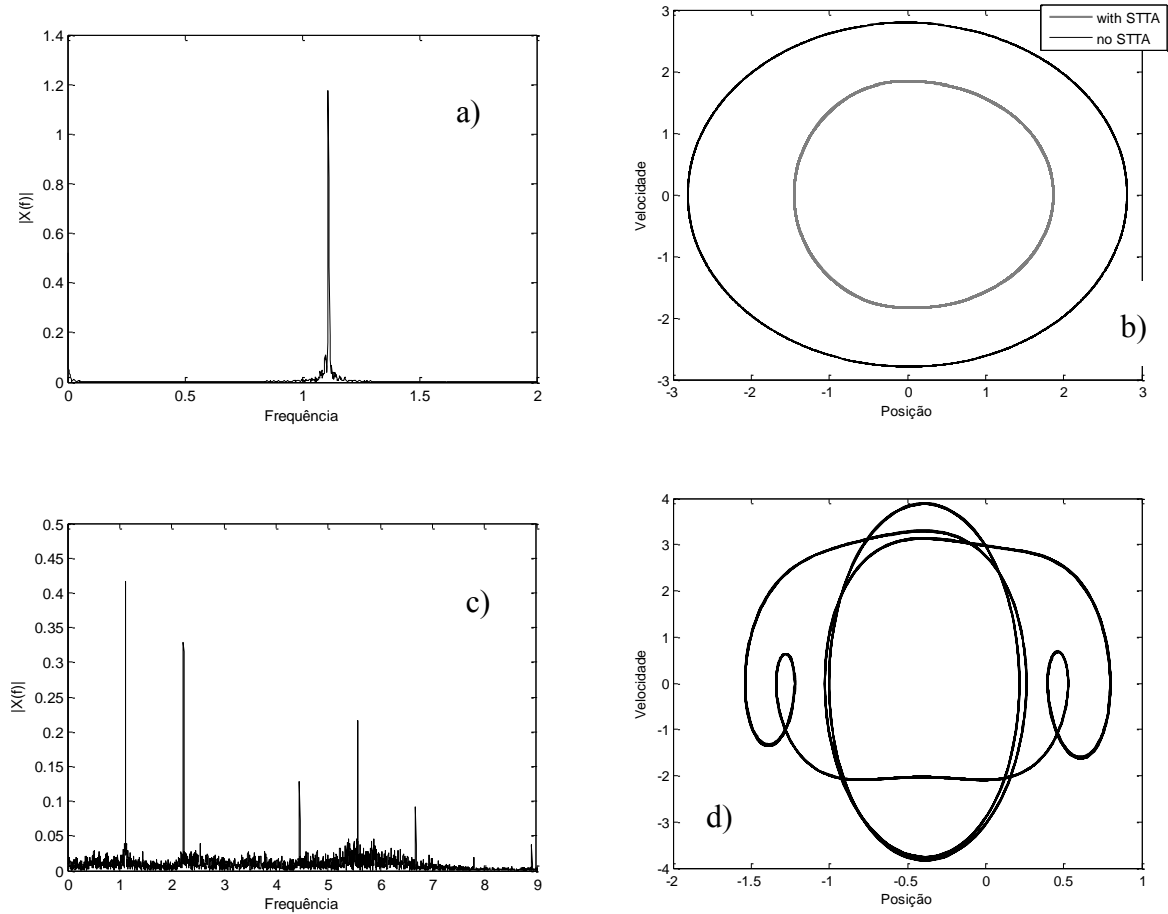 1.4
1.2
1
0.8
0.6
0.4
0.2
0
|X(f)|
a)
0 0.5 1 1.5 2
Frequência
3
2
1
0
-1
-2
-3
Velocidade
with STTA
no STTA
b)
-3 -2 -1 0 1 2 3
Posição
0.5
0.45
0.4
0.35
0.3
0.25
0.2
0.15
0.1
0.05
0
|X(f)|
c)
0 1 2 3 4 5 6 7 8 9
Frequência
4
3
2
1
0
-1
-2
-3
-4
Velocidade
d)
-2 -1.5 -1 -0.5 0 0.5 1
Posição